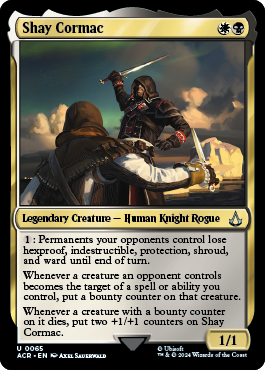 Shay Cormac
Legendary Creature — Human Knight Rogue
1 : Permanents your opponents control lose
hexproof, indestructible, protection, shroud,
and ward until end of turn.
Whenever a creature an opponent controls
becomes the target of a spell or ability you
control, put a bounty counter on that creature.
Whenever a creature with a bounty counter
on it dies, put two +1/+1 counters on Shay
Cormac.
1/1
U 0065
ACR • EN Axel Sauerwald
™ & © 2024 Wizards of the Coast
© Ubisoft